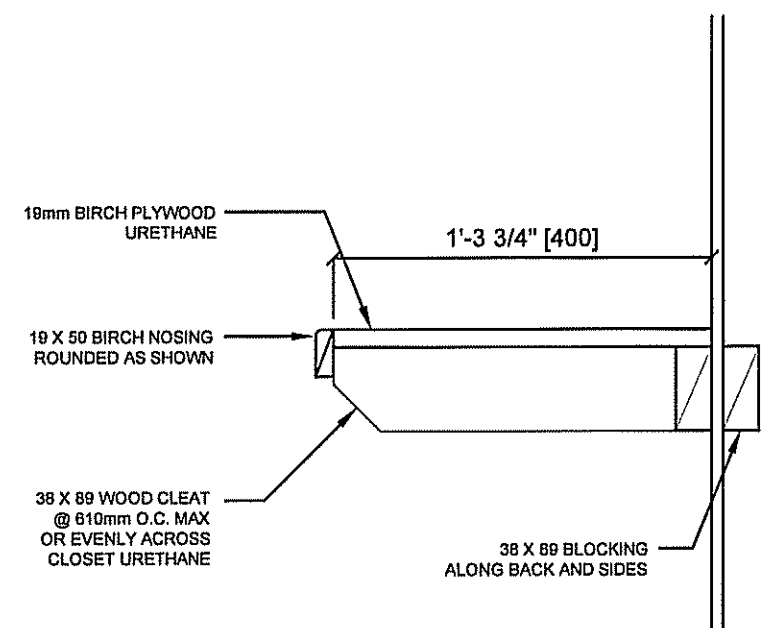 19mm BIRCH PLYWOOD
URETHANE
1'-3 3/4" [400]
19 X 50 BIRCH NOSING
ROUNDED AS SHOWN
38 X 89 WOOD CLEAT
@ 610mm O.C. MAX
OR EVENLY ACROSS
CLOSET URETHANE
38 X 89 BLOCKING
ALONG BACK AND SIDES